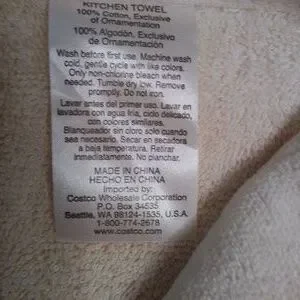 KITCHEN TOWEL
100% Cotton, Exclusive
of Ornamentation
100% Algodón, Exclusivo
de Ornamentación
Wash before first use. Machine wash
cold, gentle cycle with like colors.
Only non-chlorine bleach when
needed. Tumble dry low. Remove
promptly. Do not iron.
Lavar antes del primer uso. Lavar en
lavadora con agua fria, ciclo delicado,
con colores similares.
Blanqueador sin cloro solo cuando
sea necesario. Secar en secadora
a baja temperatura. Retirar
inmediatamente. No planchar.
MADE IN CHINA
HECHO EN CHINA
Imported by:
Costco Wholesale Corporation
P.O. Box 34535
Seattle, WA 98124-1535, U.S.A.
1-800-774-2678
www.costco.com